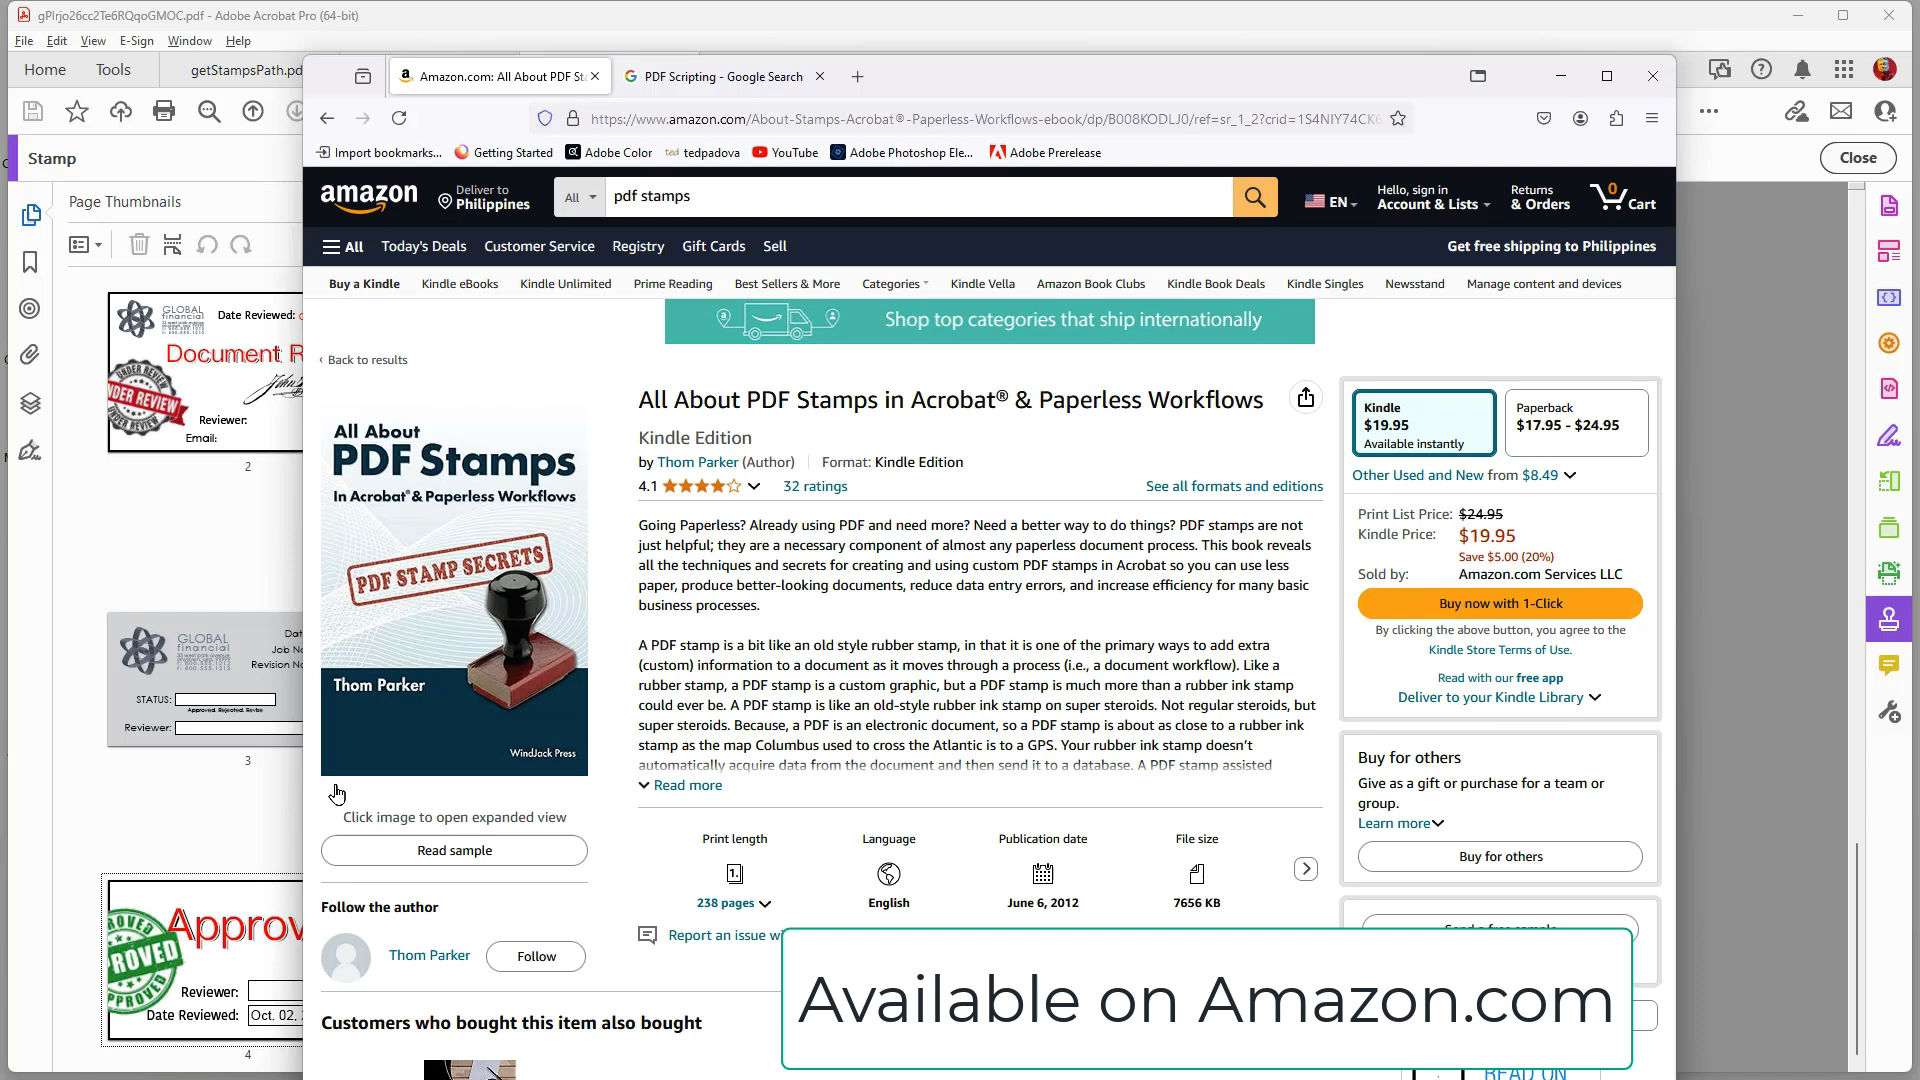 gPIrjo26cc2Te6RQqoGMOC.pdf - Adobe Acrobat Pro (64-bit)
File Edit View E-Sign Window Help
Home Tools getStampsPath.pd
Amazon.com: All About PDF St
PDF Scripting - Google Search
https://www.amazon.com/About-Stamps-Acrobat®-Paperless-Workflows-ebook/dp/B008KODLJ0/ref=sr_1_2?crid=1S4NIY74CK6
Import bookmarks... Getting Started Adobe Color tedpadova YouTube Adobe Photoshop Ele... Adobe Prerelease
Stamp
Close
Page Thumbnails
amazon
Deliver to
Philippines
All
pdf stamps
EN
Hello, sign in
Account & Lists
Returns
& Orders
0
Cart
All Today's Deals Customer Service Registry Gift Cards Sell
Get free shipping to Philippines
Buy a Kindle Kindle eBooks Kindle Unlimited Prime Reading Best Sellers & More Categories Kindle Vella Amazon Book Clubs Kindle Book Deals Kindle Singles Newsstand Manage content and devices
Shop top categories that ship internationally
‹ Back to results
GLOBAL
financial
Date Reviewed:
Document R
UNDER REVIEW
Reviewer:
Email:
2
GLOBAL
financial
Dat
Job No
Revision No
STATUS:
Approved, Rejected, Revise
Reviewer:
3
Approv
APPROVED
Reviewer:
Date Reviewed: Oct. 02,
4
All About
PDF Stamps
In Acrobat® & Paperless Workflows
PDF STAMP SECRETS
Thom Parker
WindJack Press
Click image to open expanded view
Read sample
Follow the author
Thom Parker
Follow
Customers who bought this item also bought
All About PDF Stamps in Acrobat® & Paperless Workflows
Kindle Edition
by Thom Parker (Author) Format: Kindle Edition
4.1 32 ratings
See all formats and editions
Going Paperless? Already using PDF and need more? Need a better way to do things? PDF stamps are not
just helpful; they are a necessary component of almost any paperless document process. This book reveals
all the techniques and secrets for creating and using custom PDF stamps in Acrobat so you can use less
paper, produce better-looking documents, reduce data entry errors, and increase efficiency for many basic
business processes.
A PDF stamp is a bit like an old style rubber stamp, in that it is one of the primary ways to add extra
(custom) information to a document as it moves through a process (i.e., a document workflow). Like a
rubber stamp, a PDF stamp is a custom graphic, but a PDF stamp is much more than a rubber ink stamp
could ever be. A PDF stamp is like an old-style rubber ink stamp on super steroids. Not regular steroids, but
super steroids. Because, a PDF is an electronic document, so a PDF stamp is about as close to a rubber ink
stamp as the map Columbus used to cross the Atlantic is to a GPS. Your rubber ink stamp doesn't
automatically acquire data from the document and then send it to a database. A PDF stamp assisted
Read more
Print length Language Publication date File size
1.
238 pages English June 6, 2012 7656 KB
Report an issue wi
Kindle
$19.95
Available instantly
Paperback
$17.95 - $24.95
Other Used and New from $8.49
Print List Price: $24.95
Kindle Price: $19.95
Save $5.00 (20%)
Sold by: Amazon.com Services LLC
Buy now with 1-Click
By clicking the above button, you agree to the
Kindle Store Terms of Use.
Read with our free app
Deliver to your Kindle Library
Buy for others
Give as a gift or purchase for a team or
group.
Learn more
Buy for others
Available on Amazon.com
READ ON